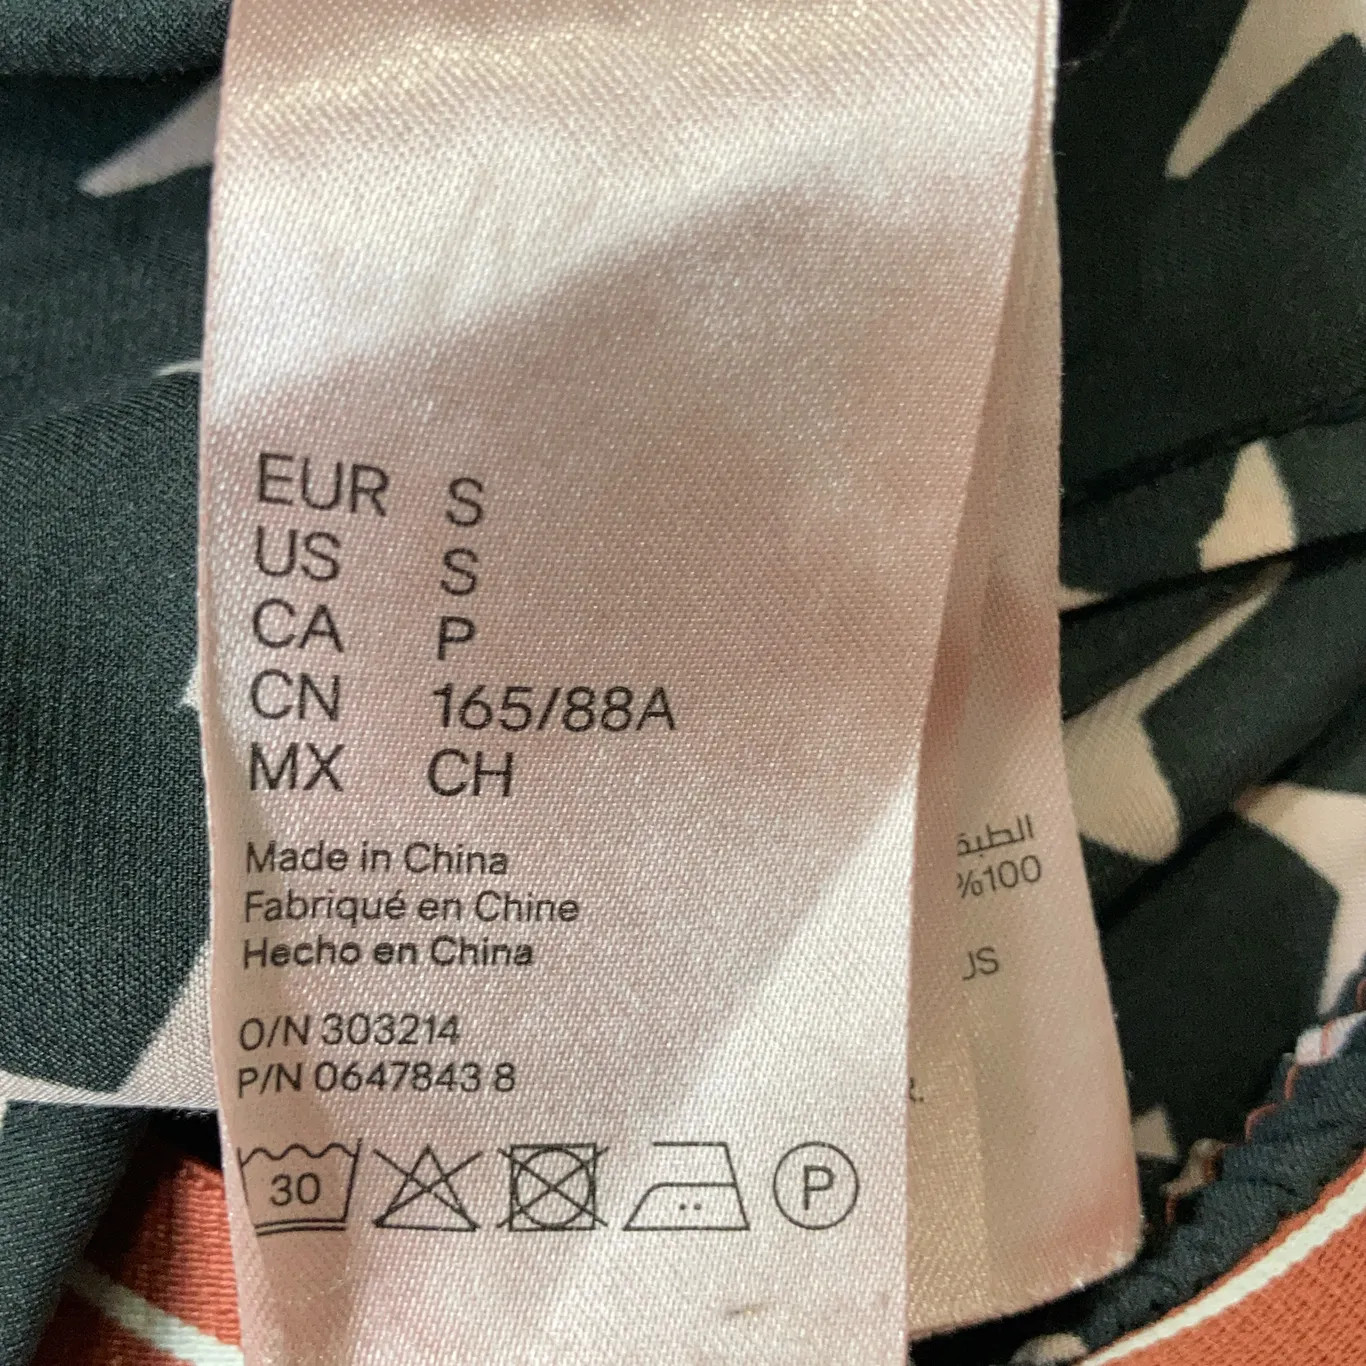 EUR S
US S
CA P
CN 165/88A
MX CH
Made in China
Fabriqué en Chine
Hecho en China
O/N 303214
P/N 0647843 8
30
P
%100